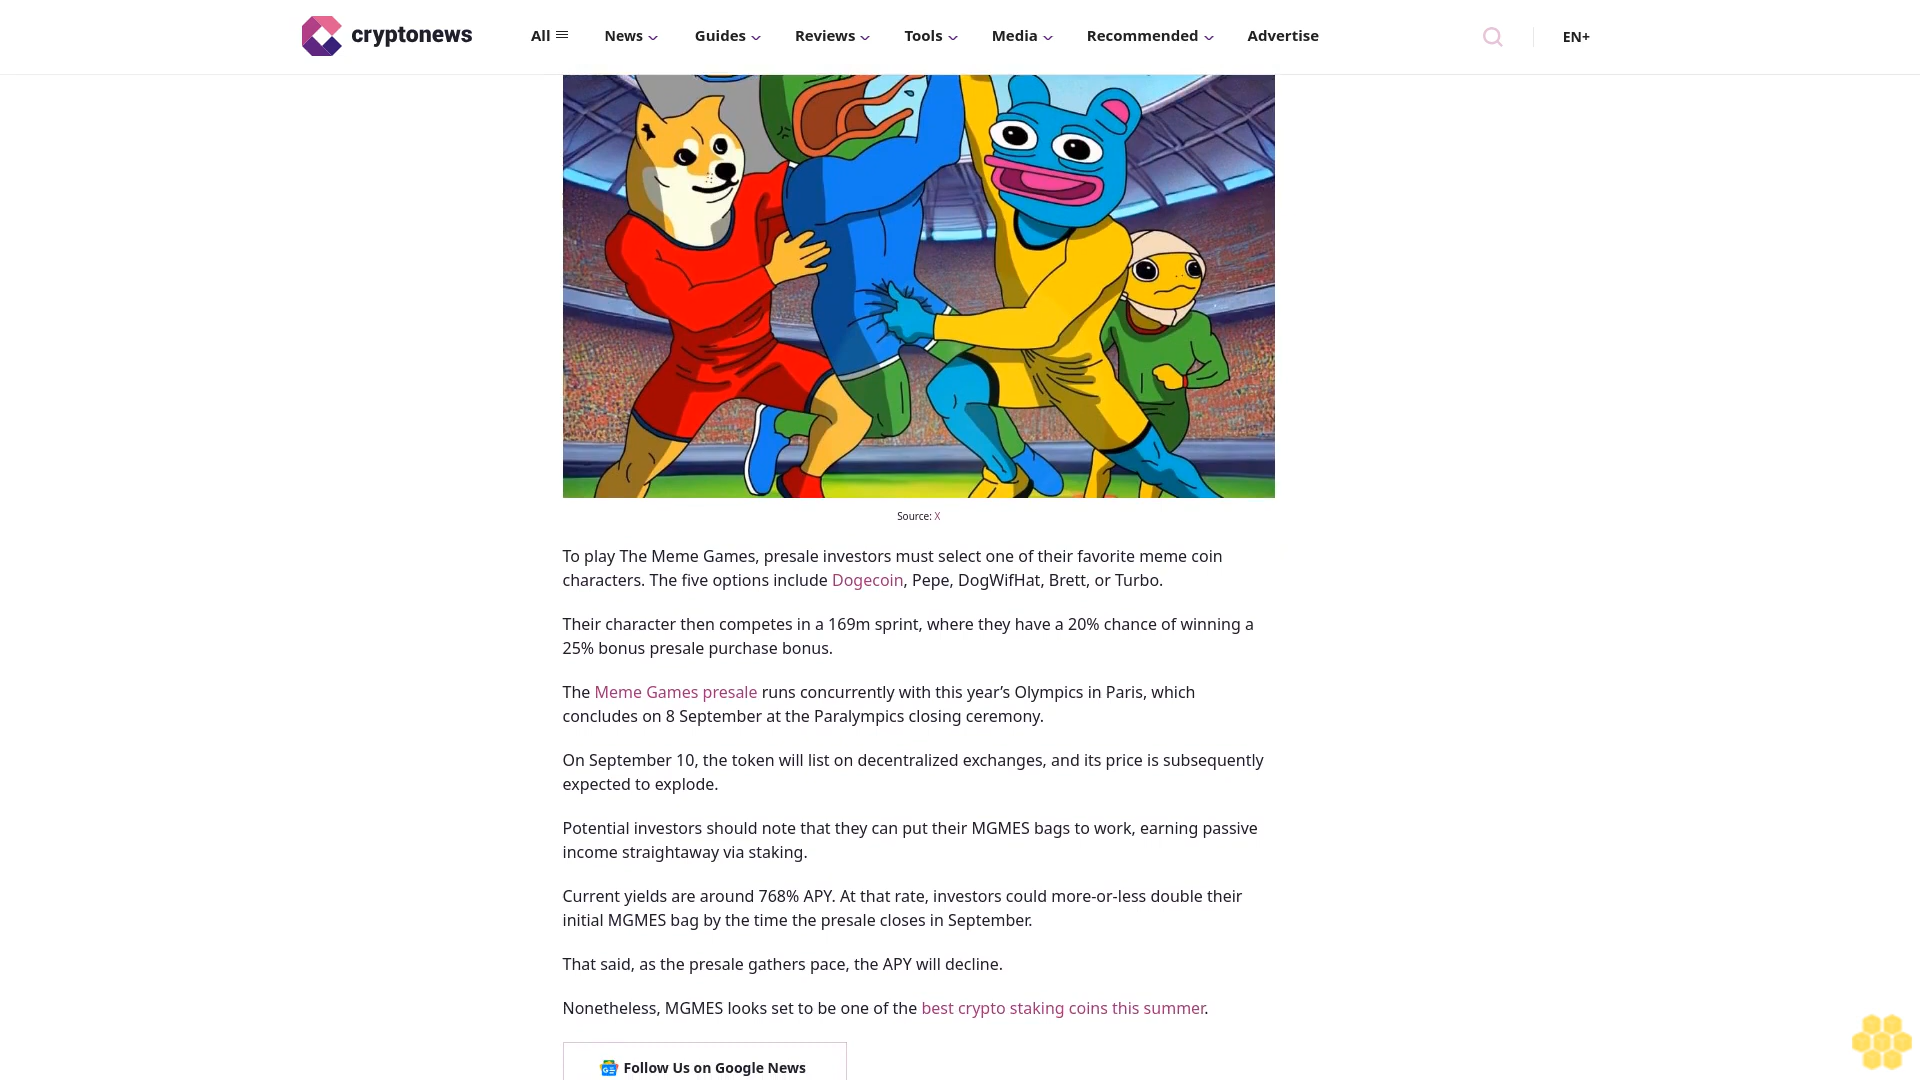 cryptonews
All
News
Guides
Reviews
Tools
Media
Recommended
Advertise
EN+
Source: X
To play The Meme Games, presale investors must select one of their favorite meme coin
characters. The five options include Dogecoin, Pepe, DogWifHat, Brett, or Turbo.
Their character then competes in a 169m sprint, where they have a 20% chance of winning a
25% bonus presale purchase bonus.
The Meme Games presale runs concurrently with this year’s Olympics in Paris, which
concludes on 8 September at the Paralympics closing ceremony.
On September 10, the token will list on decentralized exchanges, and its price is subsequently
expected to explode.
Potential investors should note that they can put their MGMES bags to work, earning passive
income straightaway via staking.
Current yields are around 768% APY. At that rate, investors could more-or-less double their
initial MGMES bag by the time the presale closes in September.
That said, as the presale gathers pace, the APY will decline.
Nonetheless, MGMES looks set to be one of the best crypto staking coins this summer.
Follow Us on Google News